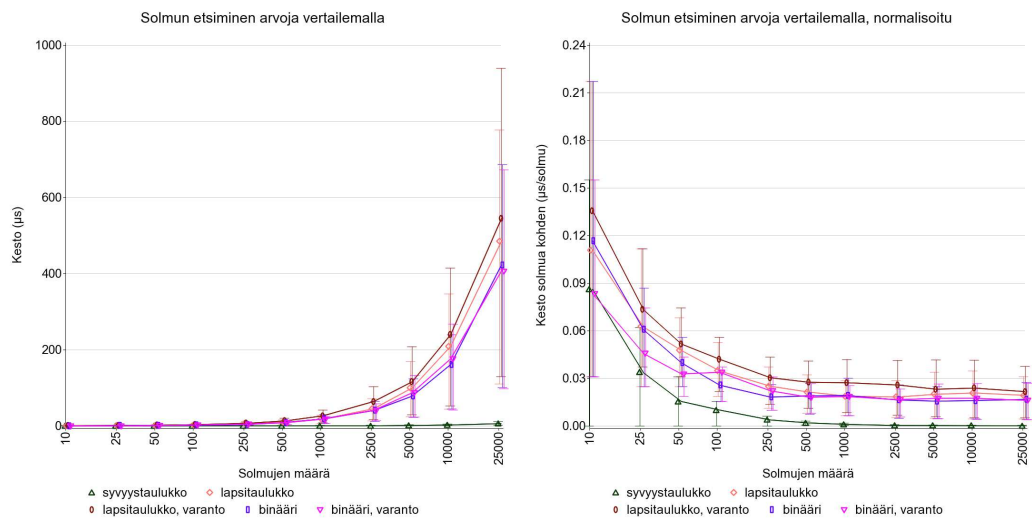 Solmun etsiminen arvoja vertailemalla
1000
800
600
400
200
0
Kesto (µs)
10
25
50
100
250
500
1000
2500
5000
10000
25000
Solmujen määrä
syvyystaulukko
lapsitaulukko
lapsitaulukko, varanto
binääri
binääri, varanto
Solmun etsiminen arvoja vertailemalla, normalisoitu
0.24
0.21
0.18
0.15
0.12
0.09
0.06
0.03
0.00
Kesto solmua kohden (µs/solmu)
10
25
50
100
250
500
1000
2500
5000
10000
25000
Solmujen määrä
syvyystaulukko
lapsitaulukko
lapsitaulukko, varanto
binääri
binääri, varanto